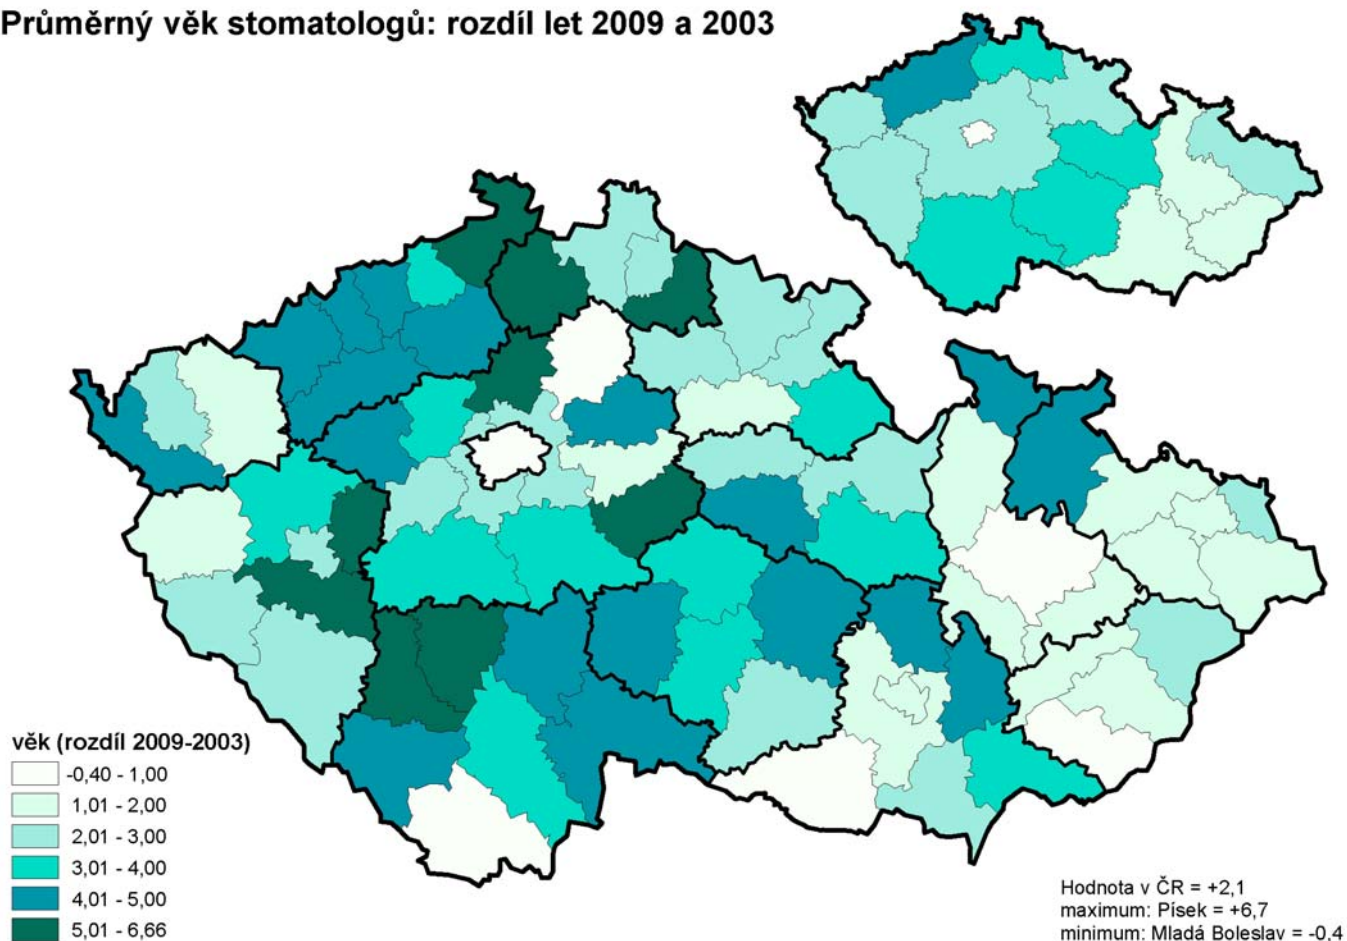 Průměrný věk stomatologů: rozdíl let 2009 a 2003
věk (rozdíl 2009-2003)
-0,40 - 1,00
1,01 - 2,00
2,01 - 3,00
3,01 - 4,00
4,01 - 5,00
5,01 - 6,66
Hodnota v ČR = +2,1
maximum: Písek = +6,7
minimum: Mladá Boleslav = -0,4